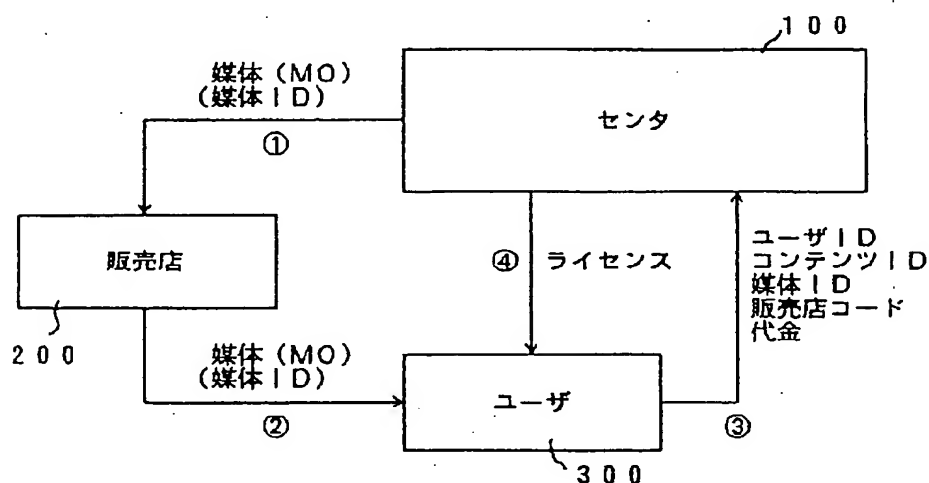 100
媒体(MO)
(媒体ID)
センタ
①
ユーザID
コンテンツID
媒体ID
販売店コード
代金
販売店
④ ライセンス
200
媒体(MO)
(媒体ID)
ユーザ
②
③
300